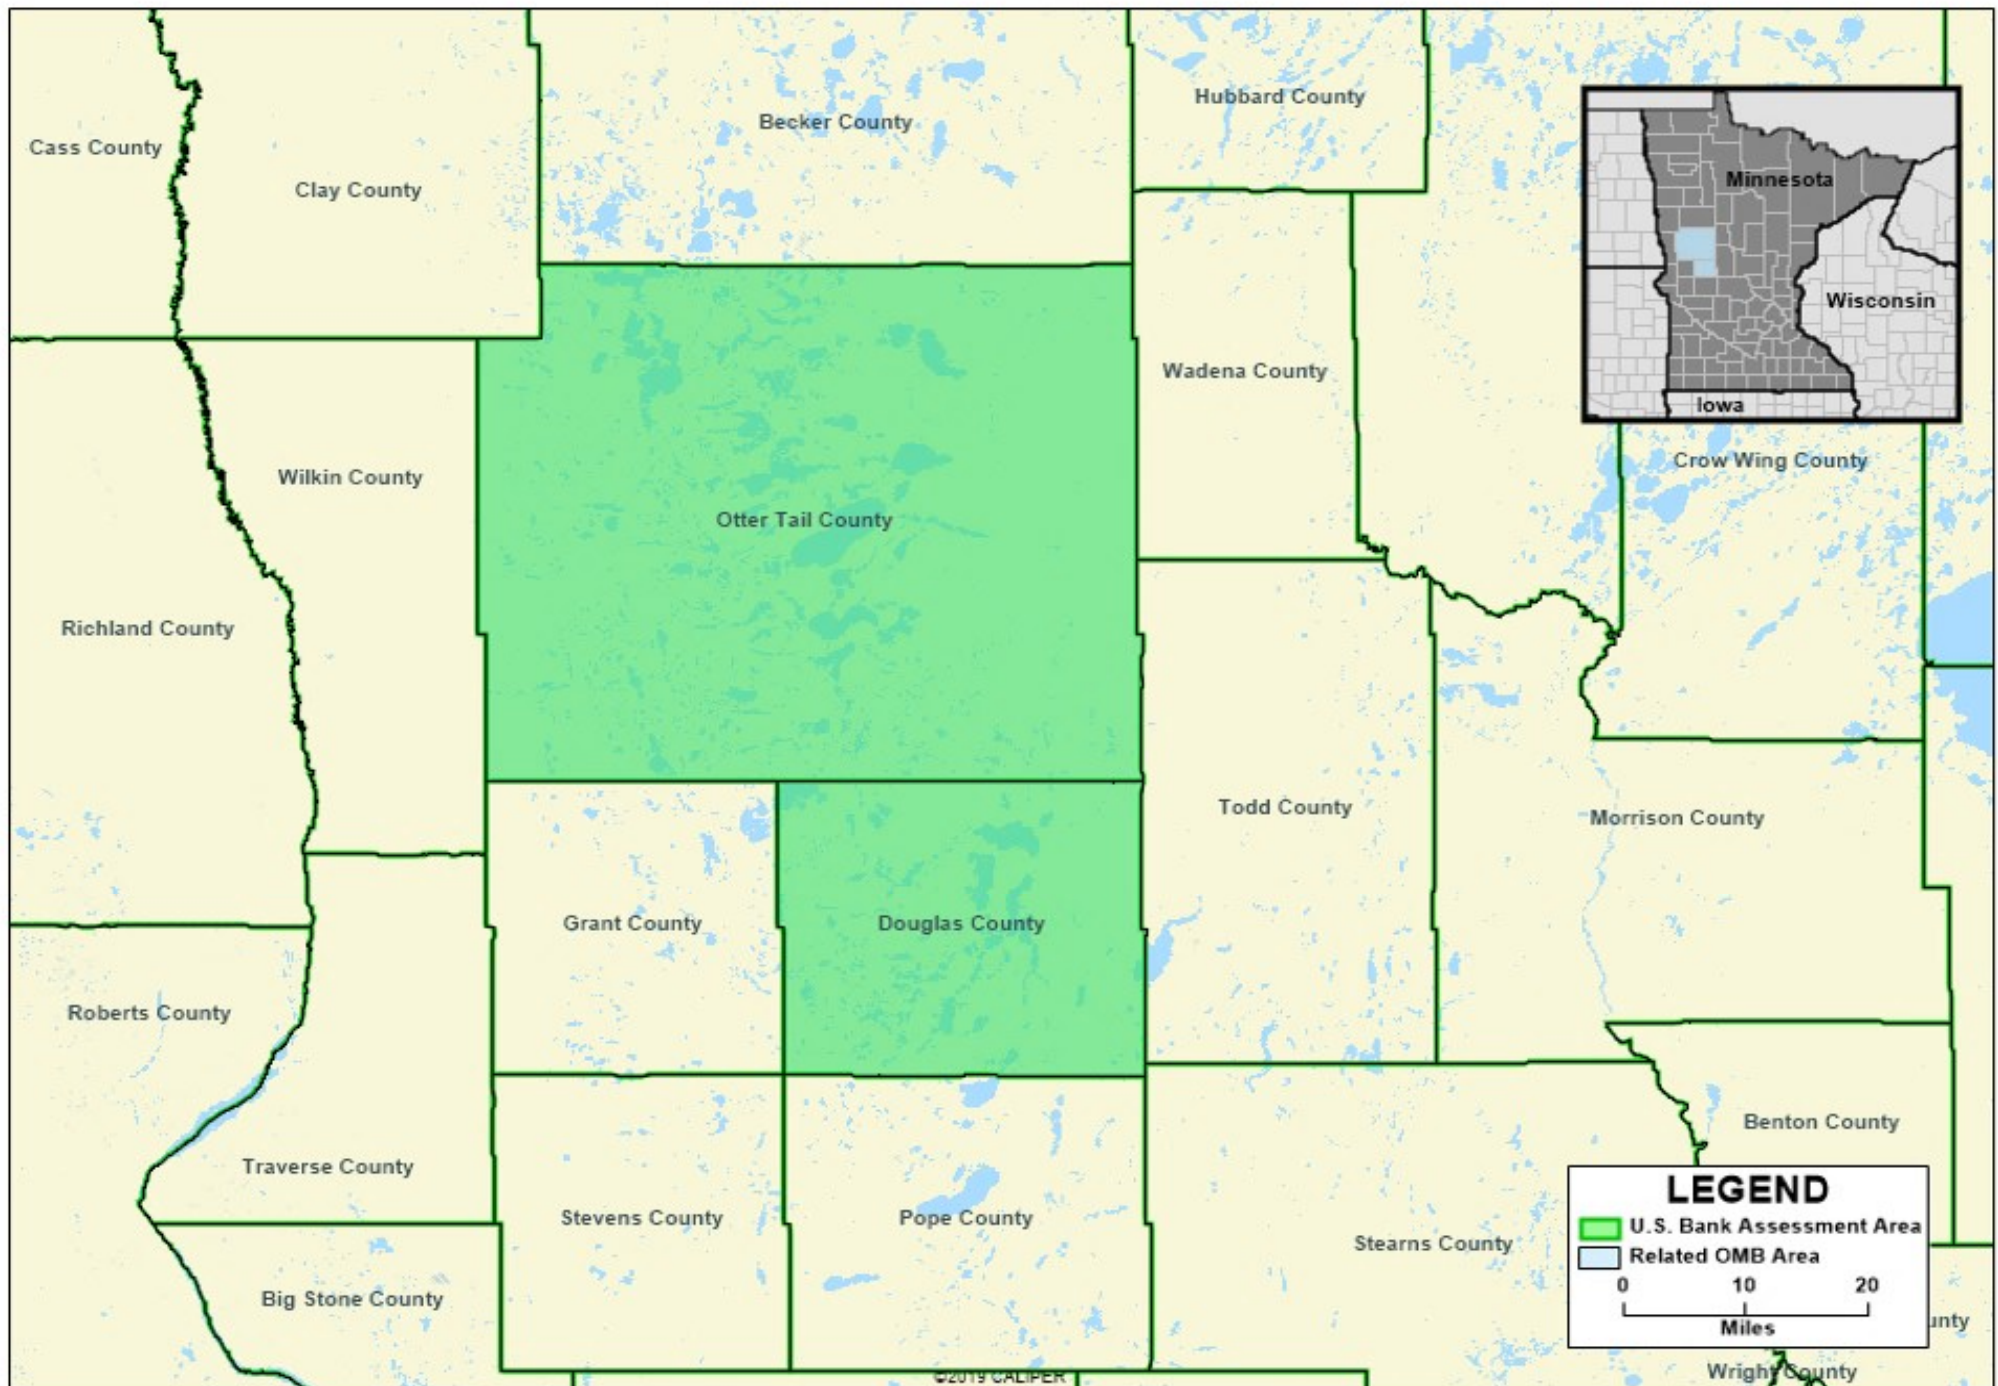 Hubbard County
Becker County
Cass County
Clay County
Minnesota
Wisconsin
Iowa
Wadena County
Crow Wing County
Wilkin County
Otter Tail County
Richland County
Todd County
Morrison County
Grant County
Douglas County
Roberts County
Benton County
Traverse County
Stevens County
Pope County
Stearns County
Big Stone County
LEGEND
U.S. Bank Assessment Area
Related OMB Area
0 10 20
Miles
unty
Wright County
©2019 CALIPER